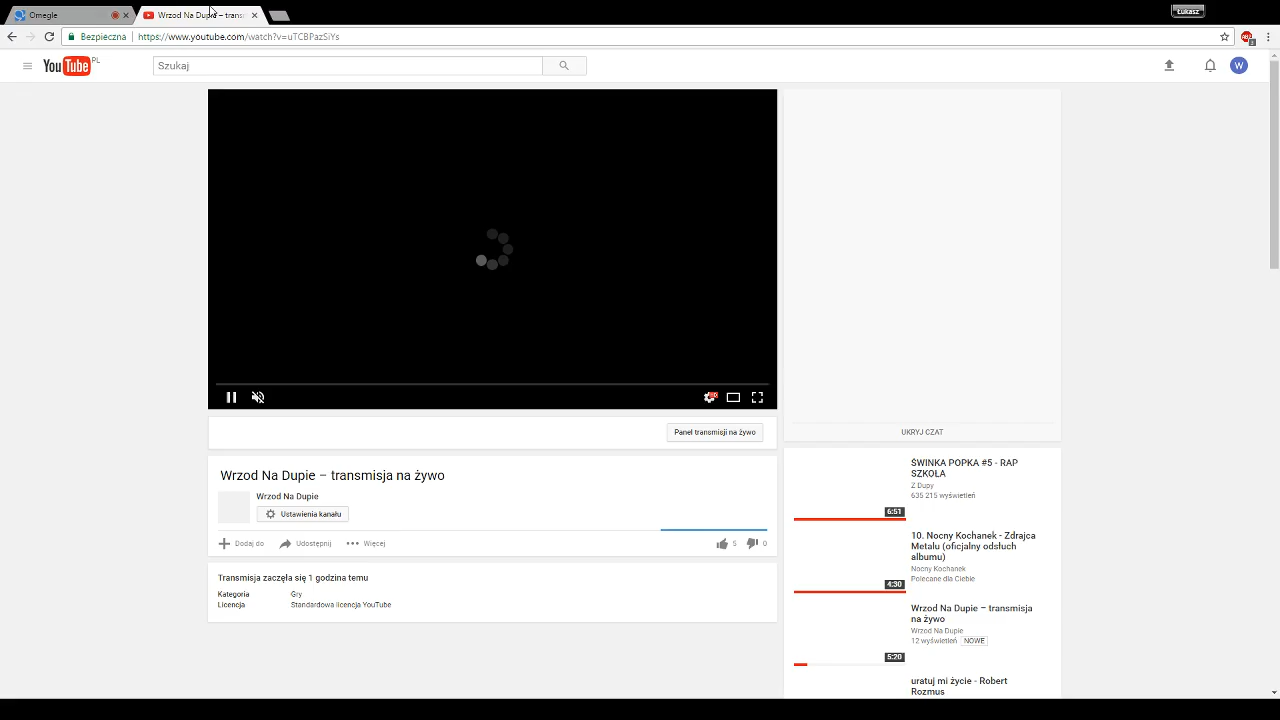 Omegle
Wrzod Na Dupie – trans
Łukasz
Bezpieczna
https://www.youtube.com/watch?v=uTCBPazSiYs
YouTube PL
Szukaj
W
Panel transmisji na żywo
UKRYJ CZAT
Wrzod Na Dupie – transmisja na żywo
Wrzod Na Dupie
Ustawienia kanału
Dodaj do
Udostępnij
Więcej
5
0
Transmisja zaczęła się 1 godzina temu
Kategoria Gry
Licencja Standardowa licencja YouTube
ŚWINKA POPKA #5 - RAP
SZKOŁA
Z Dupy
635 215 wyświetleń
6:51
10. Nocny Kochanek - Zdrajca
Metalu (oficjalny odsłuch
albumu)
Nocny Kochanek
Polecane dla Ciebie
4:30
Wrzod Na Dupie – transmisja
na żywo
Wrzod Na Dupie
12 wyświetleń NOWE
5:20
uratuj mi życie - Robert
Rozmus